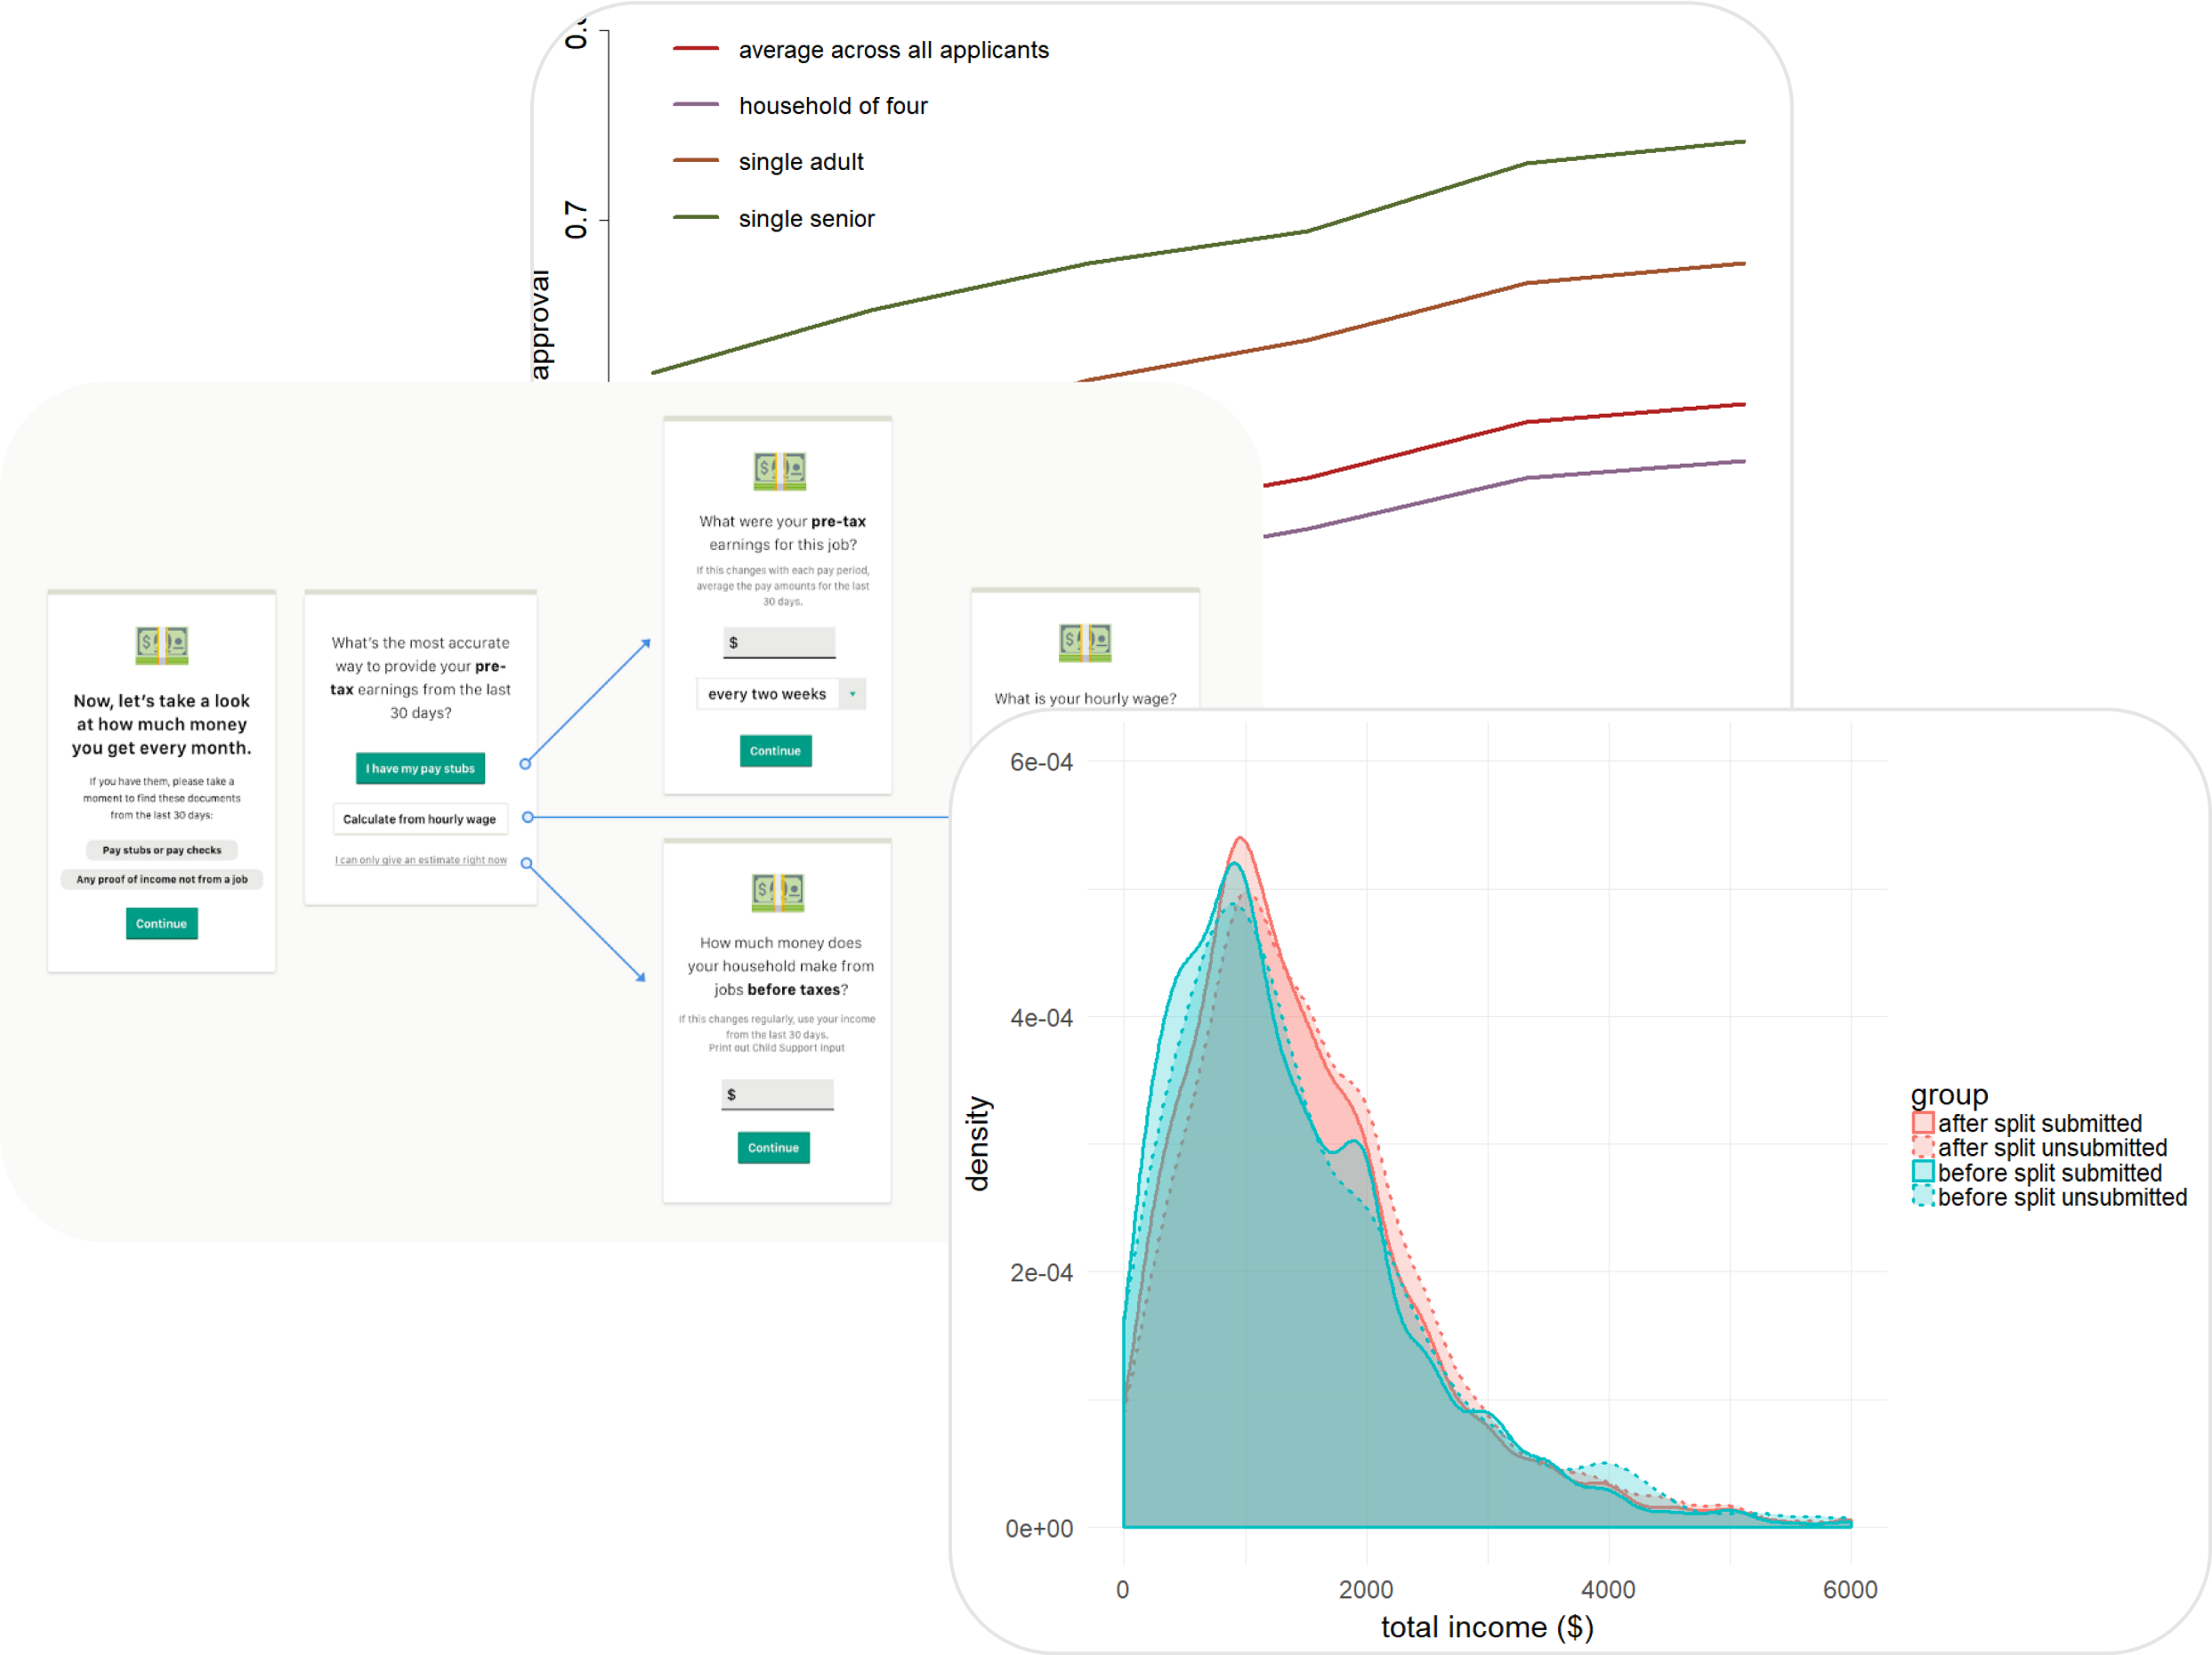 average across all applicants
household of four
single adult
single senior
0.7
approval
Now, let's take a look
at how much money
you get every month.
If you have them, please take a
moment to find these documents
from the last 30 days:
Pay stubs or pay checks
Any proof of income not from a job
Continue
What's the most accurate
way to provide your pre-
tax earnings from the last
30 days?
I have my pay stubs
Calculate from hourly wage
I can only give an estimate right now
What were your pre-tax
earnings for this job?
If this changes with each pay period,
average the pay amounts for the last
30 days.
$
every two weeks
Continue
How much money does
your household make from
jobs before taxes?
If this changes regularly, use your income
from the last 30 days.
Print out Child Support input
$
Continue
What is your hourly wage?
6e-04
4e-04
2e-04
0e+00
density
0
2000
4000
6000
total income ($)
group
after split submitted
after split unsubmitted
before split submitted
before split unsubmitted